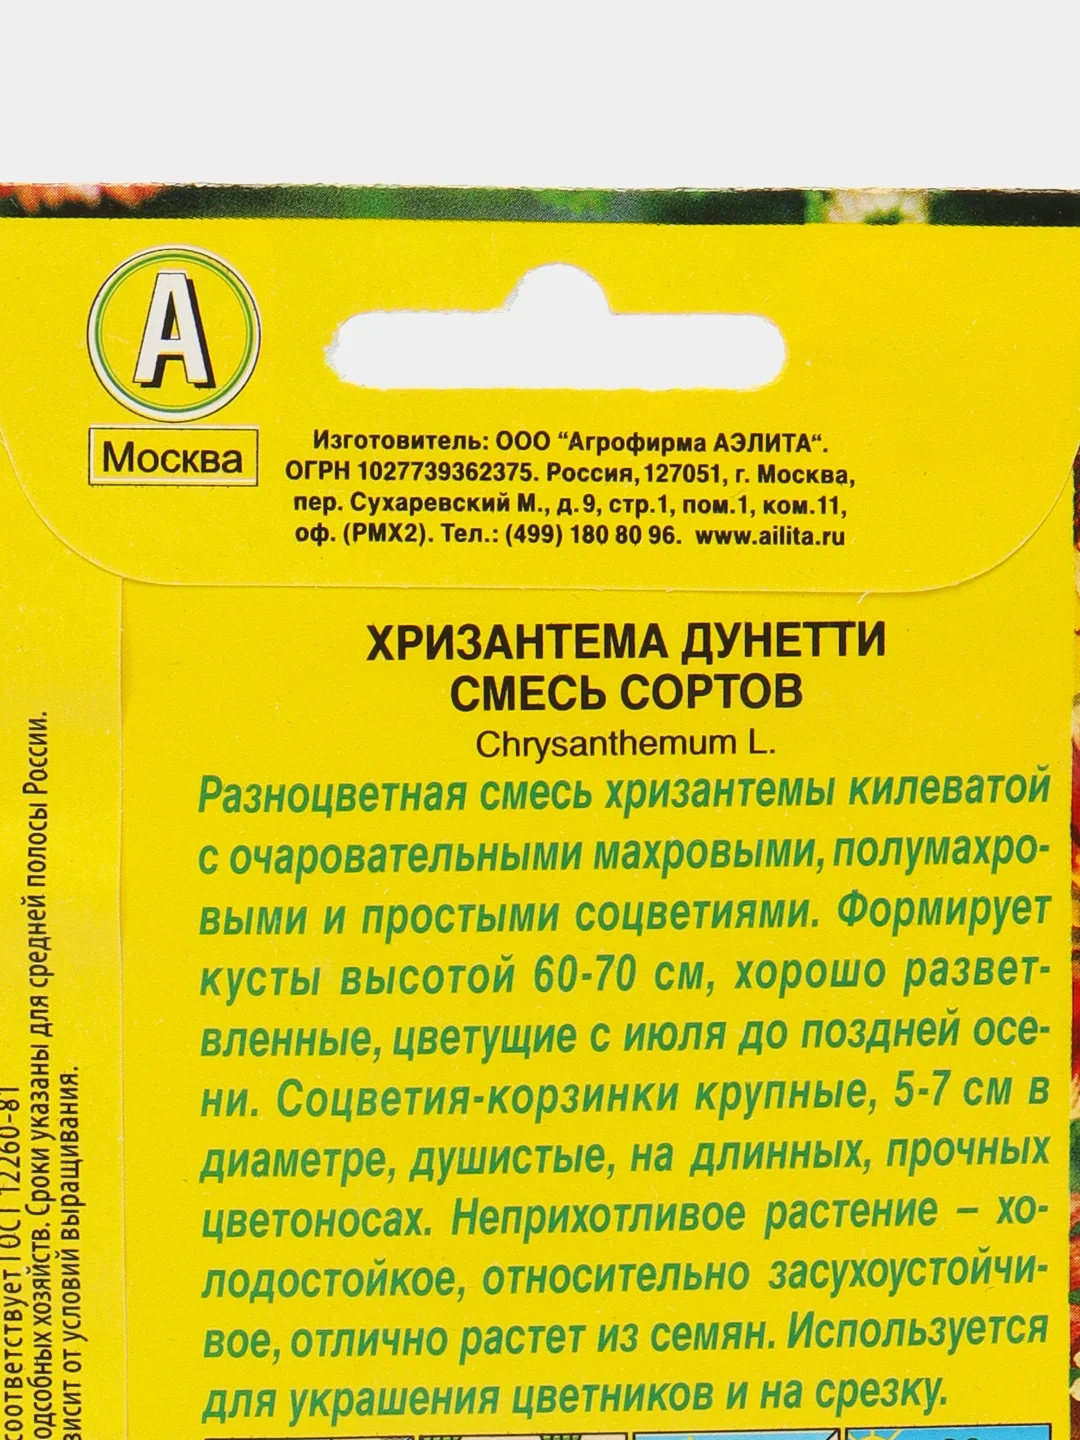 А
Москва
Изготовитель: ООО “Агрофирма АЭЛИТА“.
ОГРН 1027739362375. Россия, 127051, г. Москва,
пер. Сухаревский М., д.9, стр.1, пом.1, ком.11,
оф. (РМХ2). Тел.: (499) 180 80 96. www.ailita.ru
ХРИЗАНТЕМА ДУНЕТТИ
СМЕСЬ СОРТОВ
Chrysanthemum L.
Разноцветная смесь хризантемы килеватой
с очаровательными махровыми, полумахро-
выми и простыми соцветиями. Формирует
кусты высотой 60-70 см, хорошо развет-
вленные, цветущие с июля до поздней осе-
ни. Соцветия-корзинки крупные, 5-7 см в
диаметре, душистые, на длинных, прочных
цветоносах. Неприхотливое растение – хо-
лодостойкое, относительно засухоустойчи-
вое, отлично растет из семян. Используется
для украшения цветников и на срезку.
соответствует ГОСТ 12260-81
хозяйств. Сроки указаны для средней полосы России.
от условий выращивания.